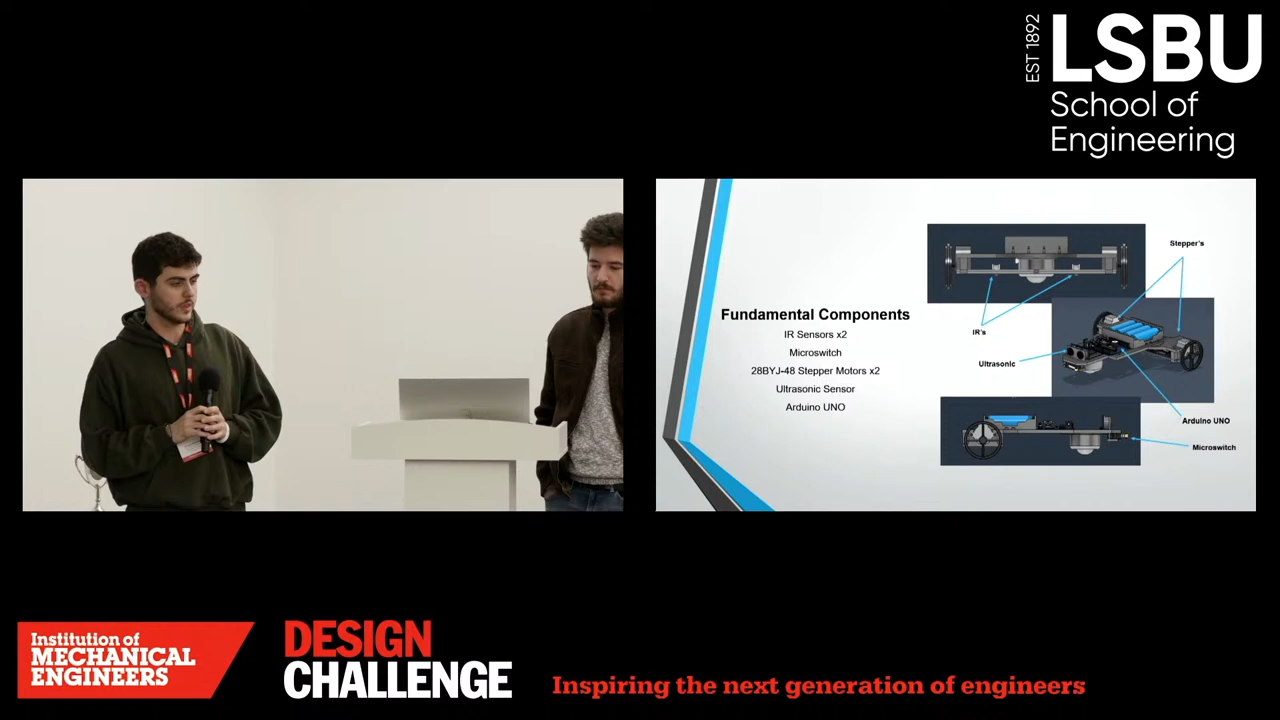 EST 1892
LSBU
School of
Engineering
Fundamental Components
IR Sensors x2
Microswitch
28BYJ-48 Stepper Motors x2
Ultrasonic Sensor
Arduino UNO
Stepper's
IR's
Ultrasonic
Arduino UNO
Microswitch
Institution of
MECHANICAL
ENGINEERS
DESIGN
CHALLENGE
Inspiring the next generation of engineers